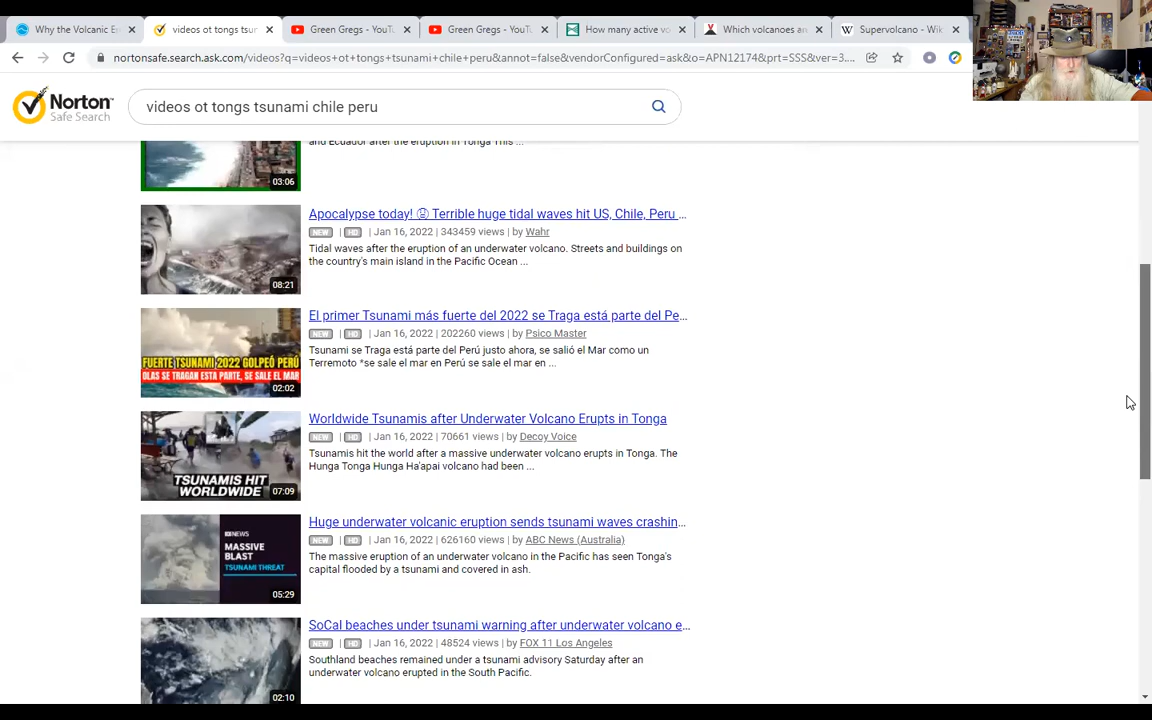 Why the Volcanic E
videos ot tongs tsun
Green Gregs - YouTu
Green Gregs - YouTu
How many active vo
Which volcanoes ar
Supervolcano - Wik
nortonsafe.search.ask.com/videos?q=videos+ot+tongs+tsunami+chile+peru&annot=false&vendorConfigured=ask&o=APN12174&prt=SSS&ver=3....
Norton
Safe Search
videos ot tongs tsunami chile peru
and Ecuador after the eruption in Tonga This ...
03:06
Apocalypse today! 😩 Terrible huge tidal waves hit US, Chile, Peru ...
NEW | HD | Jan 16, 2022 | 343459 views | by Wahr
Tidal waves after the eruption of an underwater volcano. Streets and buildings on
the country's main island in the Pacific Ocean ...
08:21
El primer Tsunami más fuerte del 2022 se Traga está parte del Pe...
NEW | HD | Jan 16, 2022 | 202260 views | by Psico Master
Tsunami se Traga está parte del Perú justo ahora, se salió el Mar como un
Terremoto *se sale el mar en Perú se sale el mar en ...
FUERTE TSUNAMI 2022 GOLPEÓ PERÚ
OLAS SE TRAGAN ESTA PARTE, SE SALE EL MAR
02:02
Worldwide Tsunamis after Underwater Volcano Erupts in Tonga
NEW | HD | Jan 16, 2022 | 70661 views | by Decoy Voice
Tsunamis hit the world after a massive underwater volcano erupts in Tonga. The
Hunga Tonga Hunga Ha'apai volcano had been ...
TSUNAMIS HIT
WORLDWIDE
07:09
Huge underwater volcanic eruption sends tsunami waves crashin...
NEW | HD | Jan 16, 2022 | 626160 views | by ABC News (Australia)
The massive eruption of an underwater volcano in the Pacific has seen Tonga's
capital flooded by a tsunami and covered in ash.
NEWS
MASSIVE
BLAST
TSUNAMI THREAT
05:29
SoCal beaches under tsunami warning after underwater volcano e...
NEW | HD | Jan 16, 2022 | 48524 views | by FOX 11 Los Angeles
Southland beaches remained under a tsunami advisory Saturday after an
underwater volcano erupted in the South Pacific.
02:10